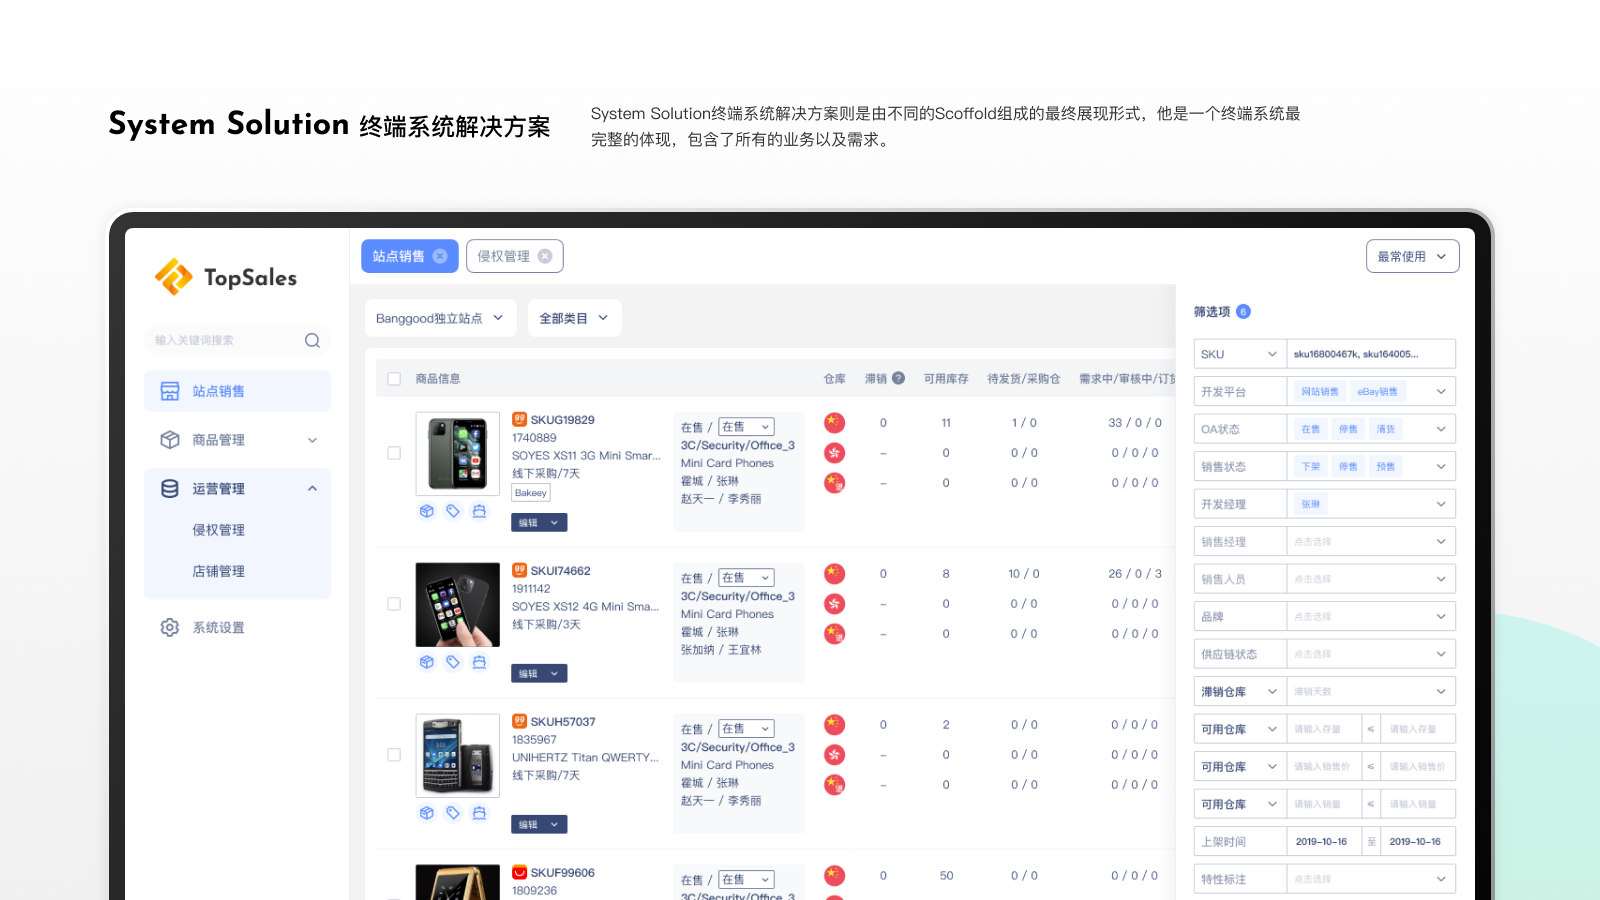 System Solution 终端系统解决方案
System Solution终端系统解决方案则是由不同的Scoffold组成的最终展现形式，他是一个终端系统最
完整的体现，包含了所有的业务以及需求。
TopSales
输入关键词搜索
站点销售
商品管理
运营管理
侵权管理
店铺管理
系统设置
站点销售
侵权管理
最常使用
Banggood独立站点
全部类目
商品信息
仓库
滞销
可用库存
待发货/采购仓
需求中/审核中/订货
SKUG19829
1740889
SOYES XS11 3G Mini Smar...
线下采购/7天
Bakeey
编辑
在售 / 在售
3C/Security/Office_3
Mini Card Phones
霍城 / 张琳
赵天一 / 李秀丽
0 11 1 / 0 33 / 0 / 0
– 0 0 / 0 0 / 0 / 0
– 0 0 / 0 0 / 0 / 0
SKUI74662
1911142
SOYES XS12 4G Mini Sma...
线下采购/3天
编辑
在售 / 在售
3C/Security/Office_3
Mini Card Phones
霍城 / 张琳
张加纳 / 王宜林
0 8 10 / 0 26 / 0 / 3
– 0 0 / 0 0 / 0 / 0
– 0 0 / 0 0 / 0 / 0
SKUH57037
1835967
UNIHERTZ Titan QWERTY...
线下采购/7天
编辑
在售 / 在售
3C/Security/Office_3
Mini Card Phones
霍城 / 张琳
赵天一 / 李秀丽
0 2 0 / 0 0 / 0 / 0
– 0 0 / 0 0 / 0 / 0
– 0 0 / 0 0 / 0 / 0
SKUF99606
1809236
在售 / 在售
3C/Security/Office_3
0 50 0 / 0 0 / 0 / 0
筛选项 6
SKU sku16800467k, sku164005...
开发平台 网站销售 eBay销售
OA状态 在售 停售 清货
销售状态 下架 停售 预售
开发经理 张琳
销售经理 点击选择
销售人员 点击选择
品牌 点击选择
供应链状态 点击选择
滞销仓库 滞销天数
可用仓库 请输入存量 ≤ 请输入存量
可用仓库 请输入销售价 ≤ 请输入销售价
可用仓库 请输入销量 ≤ 请输入销量
上架时间 2019-10-16 至 2019-10-16
特性标注 点击选择